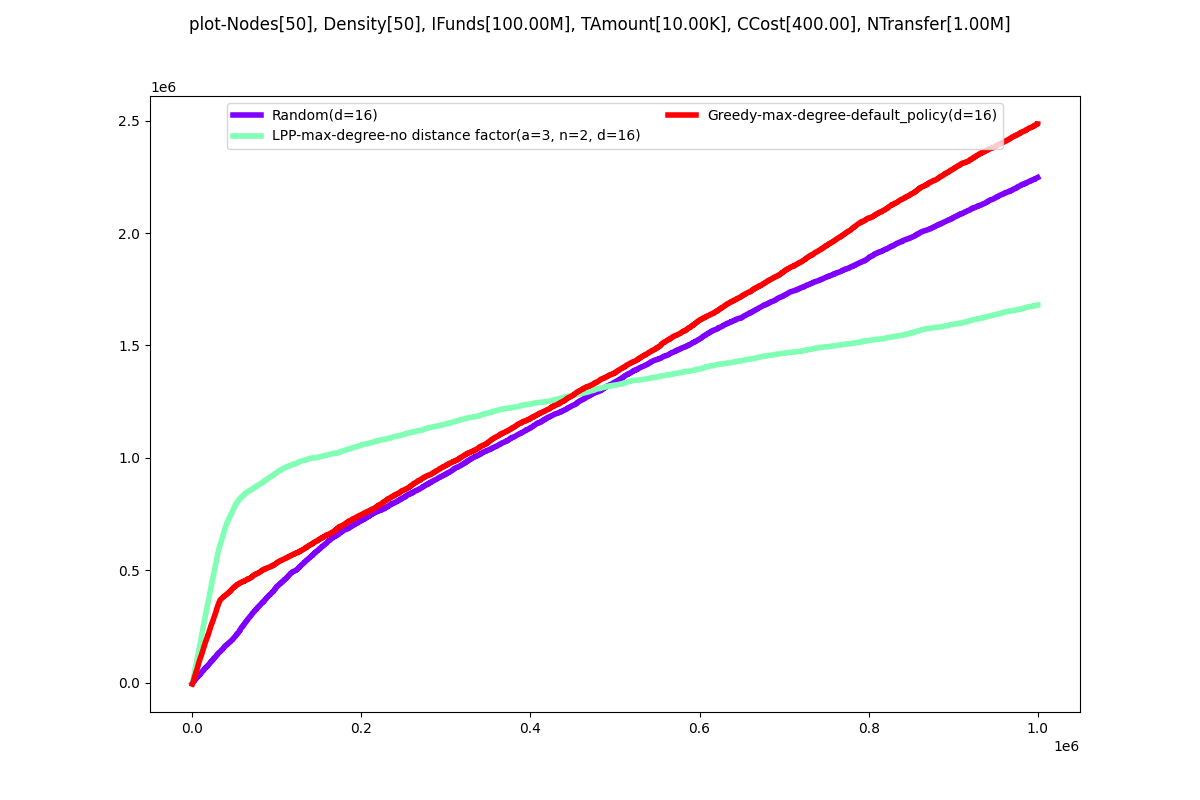 plot-Nodes[50], Density[50], IFunds[100.00M], TAmount[10.00K], CCost[400.00], NTransfer[1.00M]
1e6
Random(d=16)
LPP-max-degree-no distance factor(a=3, n=2, d=16)
Greedy-max-degree-default_policy(d=16)
2.5
2.0
1.5
1.0
0.5
0.0
0.0 0.2 0.4 0.6 0.8 1.0
1e6